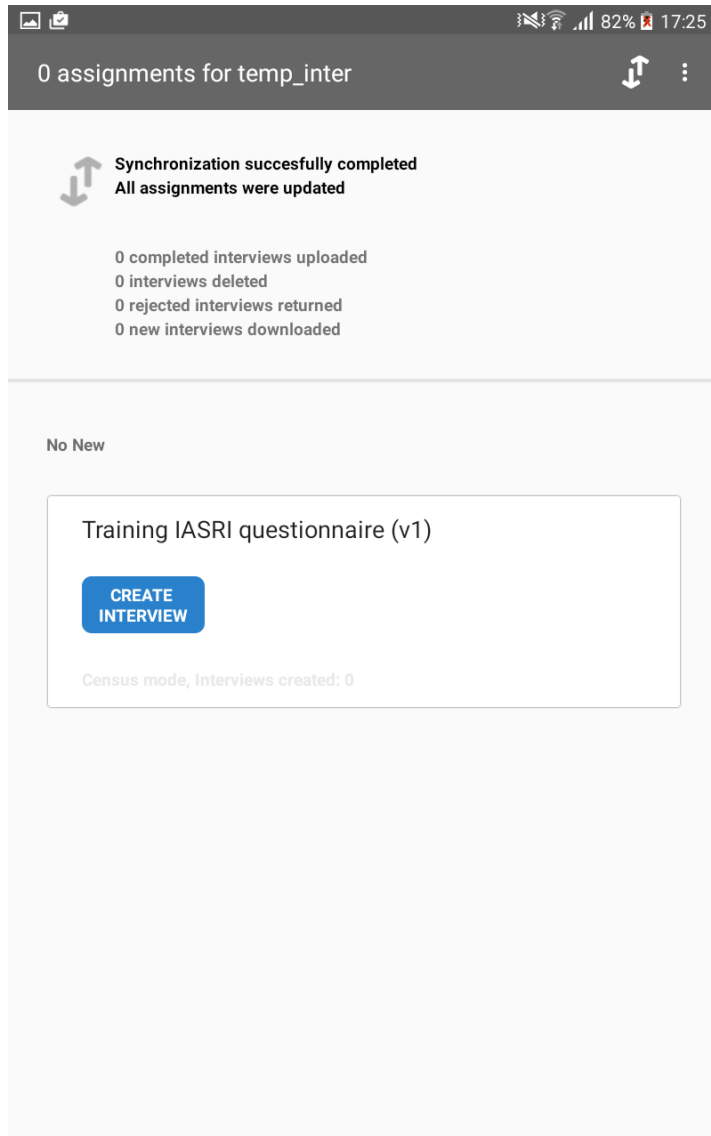 82% 17:25
0 assignments for temp_inter
Synchronization succesfully completed
All assignments were updated
0 completed interviews uploaded
0 interviews deleted
0 rejected interviews returned
0 new interviews downloaded
No New
Training IASRI questionnaire (v1)
CREATE
INTERVIEW
Census mode, Interviews created: 0